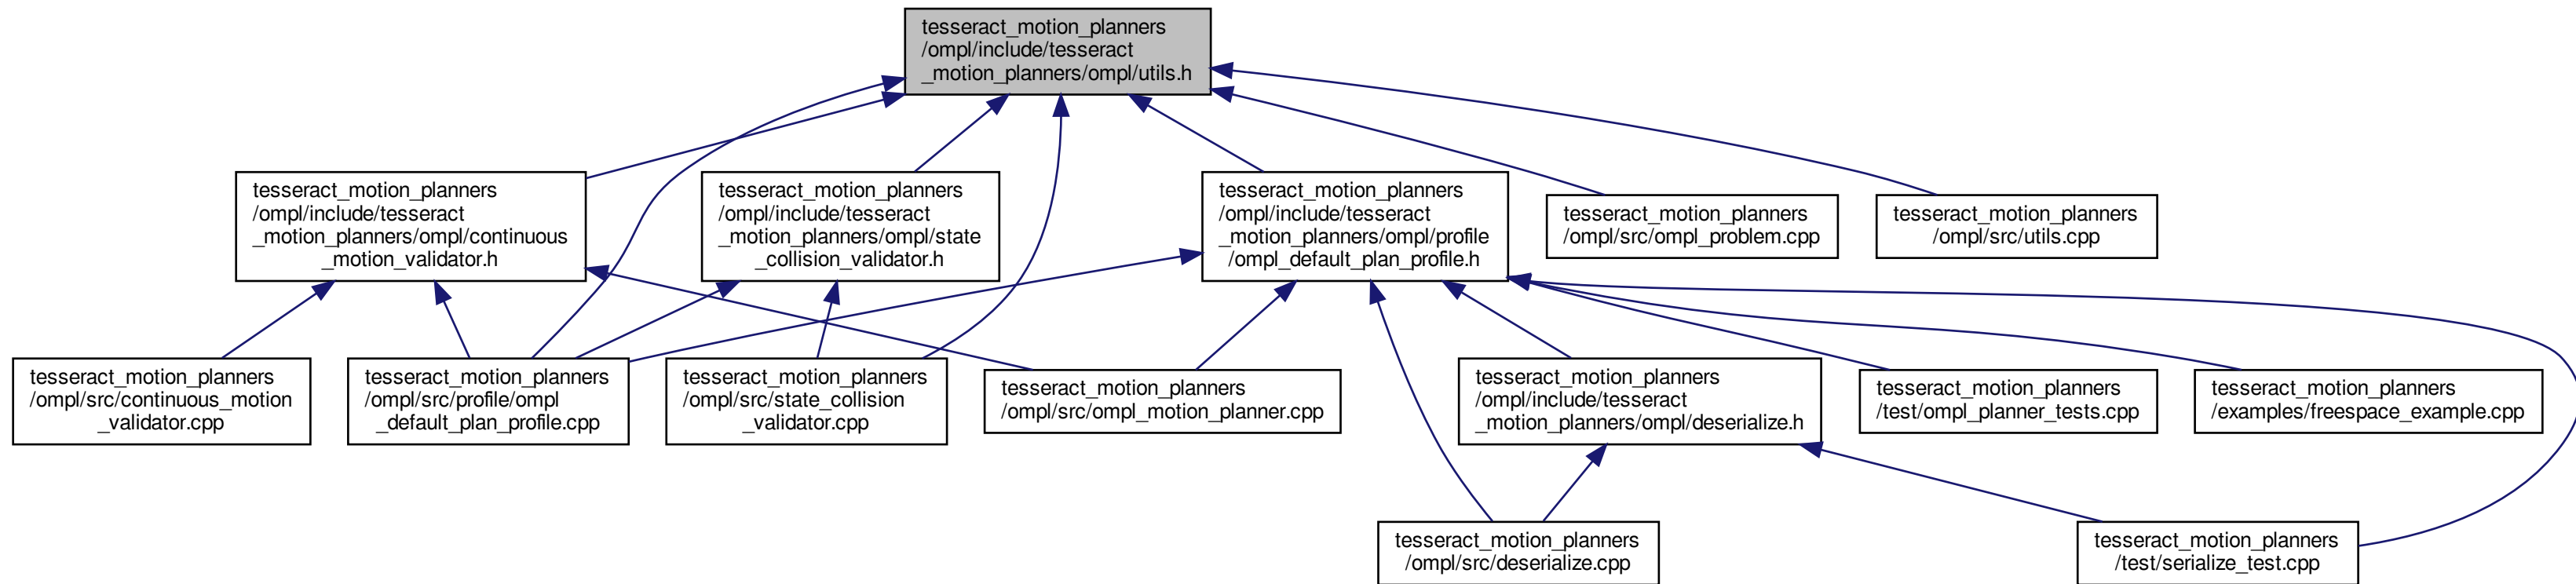 tesseract_motion_planners
/ompl/include/tesseract
_motion_planners/ompl/utils.h
tesseract_motion_planners
/ompl/include/tesseract
_motion_planners/ompl/continuous
_motion_validator.h
tesseract_motion_planners
/ompl/include/tesseract
_motion_planners/ompl/state
_collision_validator.h
tesseract_motion_planners
/ompl/include/tesseract
_motion_planners/ompl/profile
/ompl_default_plan_profile.h
tesseract_motion_planners
/ompl/src/ompl_problem.cpp
tesseract_motion_planners
/ompl/src/utils.cpp
tesseract_motion_planners
/ompl/src/continuous_motion
_validator.cpp
tesseract_motion_planners
/ompl/src/profile/ompl
_default_plan_profile.cpp
tesseract_motion_planners
/ompl/src/state_collision
_validator.cpp
tesseract_motion_planners
/ompl/src/ompl_motion_planner.cpp
tesseract_motion_planners
/ompl/include/tesseract
_motion_planners/ompl/deserialize.h
tesseract_motion_planners
/test/ompl_planner_tests.cpp
tesseract_motion_planners
/examples/freespace_example.cpp
tesseract_motion_planners
/ompl/src/deserialize.cpp
tesseract_motion_planners
/test/serialize_test.cpp